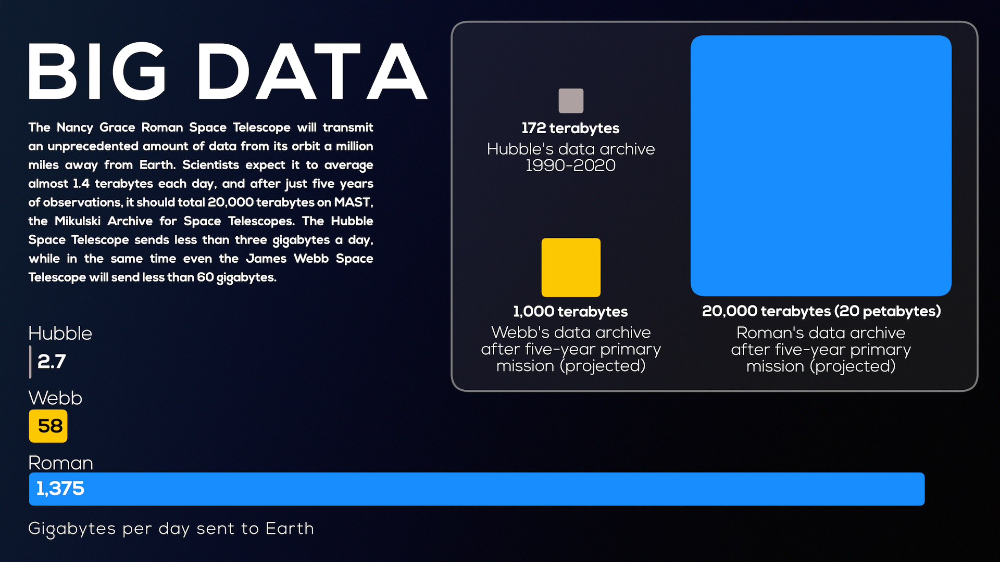 BIG DATA
The Nancy Grace Roman Space Telescope will transmit
an unprecedented amount of data from its orbit a million
miles away from Earth. Scientists expect it to average
almost 1.4 terabytes each day, and after just five years
of observations, it should total 20,000 terabytes on MAST,
the Mikulski Archive for Space Telescopes. The Hubble
Space Telescope sends less than three gigabytes a day,
while in the same time even the James Webb Space
Telescope will send less than 60 gigabytes.
Hubble
2.7
Webb
58
Roman
1,375
Gigabytes per day sent to Earth
172 terabytes
Hubble's data archive
1990-2020
1,000 terabytes
Webb's data archive
after five-year primary
mission (projected)
20,000 terabytes (20 petabytes)
Roman's data archive
after five-year primary
mission (projected)